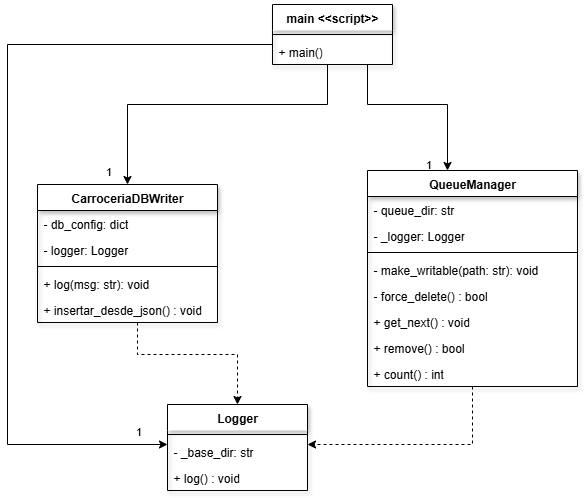 main <<script>>
+ main()
1
1
CarroceriaDBWriter
- db_config: dict
- logger: Logger
+ log(msg: str): void
+ insertar_desde_json() : void
QueueManager
- queue_dir: str
- _logger: Logger
- make_writable(path: str): void
- force_delete() : bool
+ get_next() : void
+ remove() : bool
+ count() : int
1
Logger
- _base_dir: str
+ log() : void